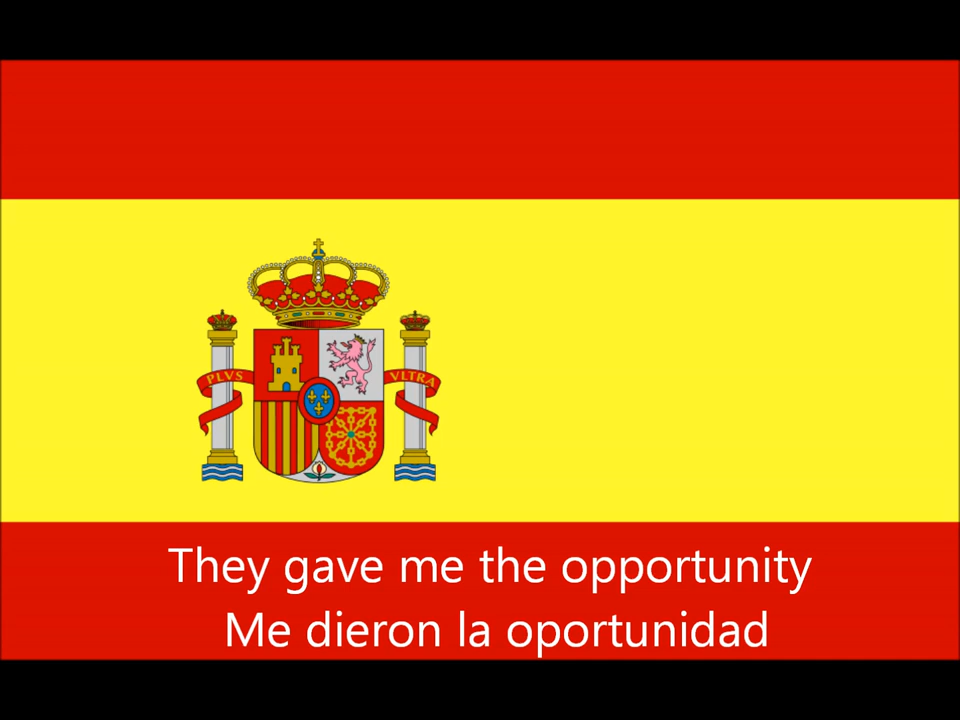 PLVS VLTRA
They gave me the opportunity
Me dieron la oportunidad